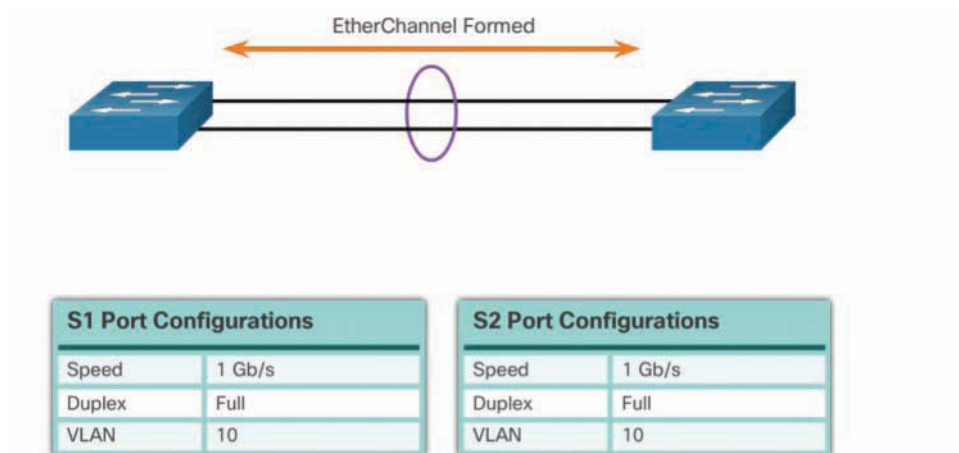 EtherChannel Formed
S1 Port Configurations
Speed 1 Gb/s
Duplex Full
VLAN 10
S2 Port Configurations
Speed 1 Gb/s
Duplex Full
VLAN 10